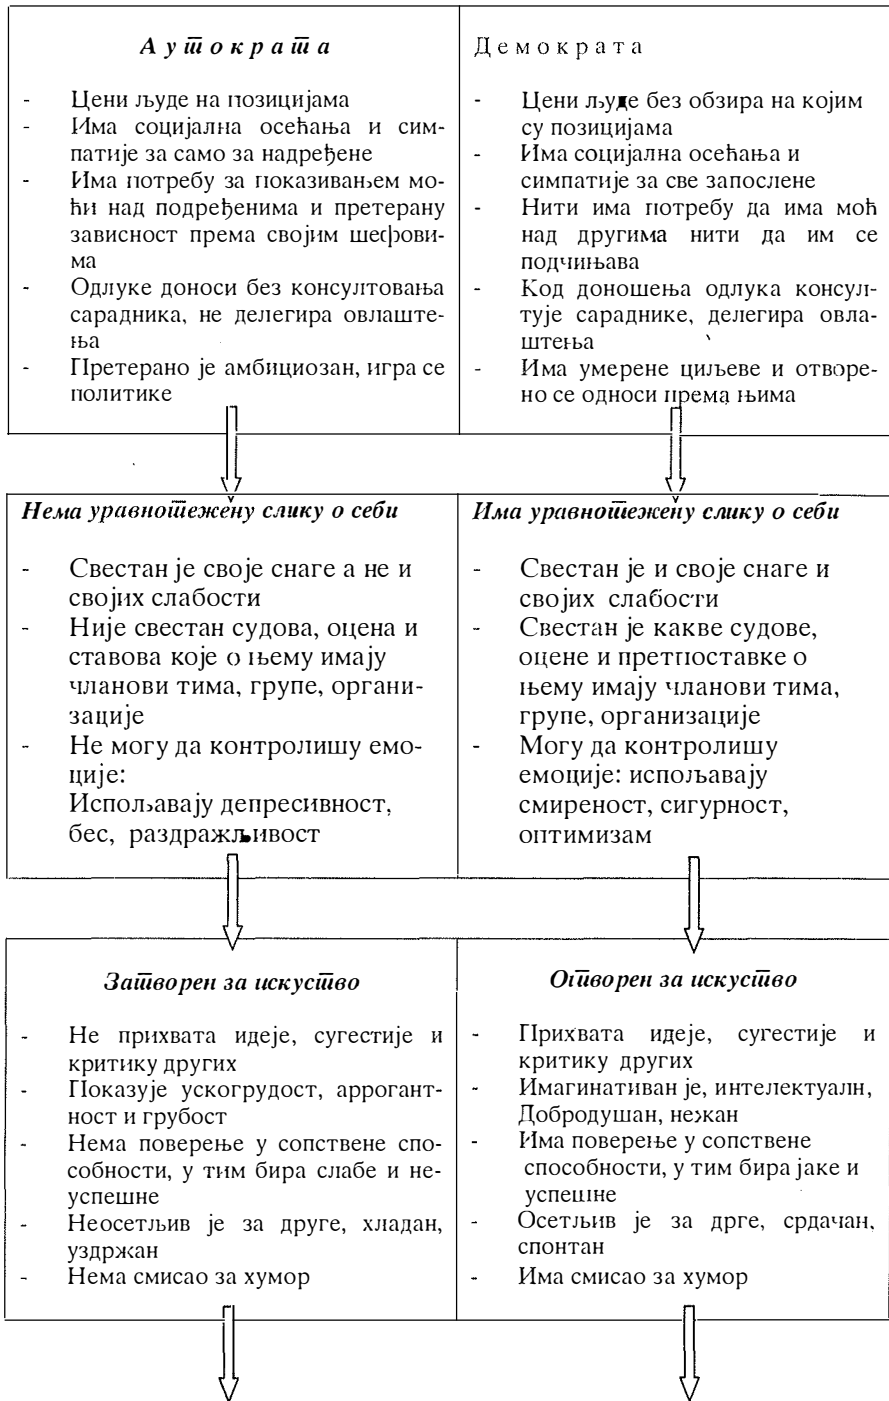 Аутократа
- Цени људе на позицијама
- Има социјална осећања и сим-
патије за само за надређене
- Има потребу за показивањем мо-
ћи над подређенима и претерану
зависност према својим шефови-
ма
- Одлуке доноси без консултовања
сарадника, не делегира овлаште-
ња
- Претерано је амбициозан, игра се
политике
Демократа
- Цени људе без обзира на којим
су позицијама
- Има социјална осећања и
симпатије за све запослене
- Нити има потребу да има моћ
над другима нити да им се
подчињава
- Код доношења одлука консул-
тује сараднике, делегира овла-
штења
- Има умерене циљеве и отворе-
но се односи према њима
Нема уравнотежену слику о себи
- Свестан је своје снаге а не и
својих слабости
- Није свестан судова, оцена и
ставова које о њему имају
чланови тима, групе, органи-
зације
- Не могу да контролишу емо-
ције:
Испољавају депресивност,
бес, раздражљивост
Има уравнотежену слику о себи
- Свестан је и своје снаге и
својих слабости
- Свестан је какве судове,
оцене и претпоставке о
њему имају чланови тима,
групе, организације
- Могу да контролишу
емоције: испољавају
смиреност, сигурност,
оптимизам
Затворен за искуство
- Не прихвата идеје, сугестије и
критику других
- Показује ускогрудост, аррогант-
ност и грубост
- Нема поверење у сопствене спо-
собности, у тим бира слабе и не-
успешне
- Неосетљив је за друге, хладан,
уздржан
- Нема смисао за хумор
Отворен за искуство
- Прихвата идеје, сугестије и
критику других
- Имагинативан је, интелектуалн,
Добродушан, нежан
- Има поверење у сопствене
способности, у тим бира јаке и
успешне
- Осетљив је за дрге, срдачан,
спонтан
- Има смисао за хумор